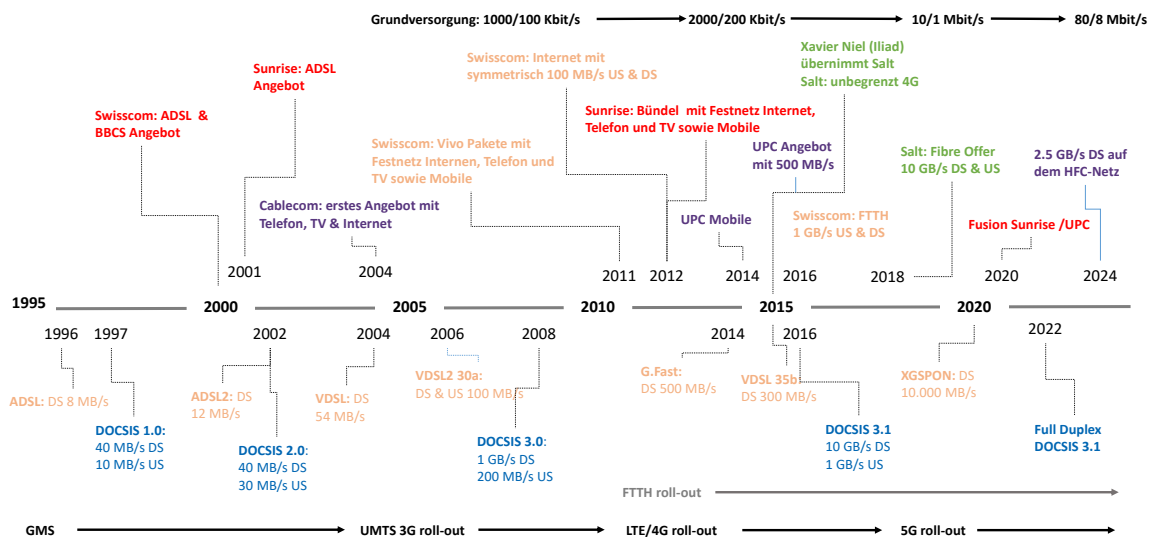 Grundversorgung: 1000/100 Kbit/s
2000/200 Kbit/s
10/1 Mbit/s
80/8 Mbit/s
Swisscom: ADSL &
BBCS Angebot
Sunrise: ADSL
Angebot
Cablecom: erstes Angebot mit
Telefon, TV & Internet
Swisscom: Vivo Pakete mit
Festnetz Internen, Telefon und
TV sowie Mobile
Swisscom: Internet mit
symmetrisch 100 MB/s US & DS
Sunrise: Bündel mit Festnetz Internet,
Telefon und TV sowie Mobile
UPC Mobile
UPC Angebot
mit 500 MB/s
Xavier Niel (Iliad)
übernimmt Salt
Salt: unbegrenzt 4G
Swisscom: FTTH
1 GB/s US & DS
Salt: Fibre Offer
10 GB/s DS & US
Fusion Sunrise /UPC
2.5 GB/s DS auf
dem HFC-Netz
2001
2004
2011
2012
2014
2016
2018
2020
2024
1995
2000
2005
2010
2015
2020
1996
1997
2002
2004
2006
2008
2014
2016
2022
ADSL: DS 8 MB/s
ADSL2: DS
12 MB/s
VDSL: DS
54 MB/s
VDSL2 30a:
DS & US 100 MB/s
G.Fast:
DS 500 MB/s
VDSL 35b:
DS 300 MB/s
XGSPON: DS
10.000 MB/s
DOCSIS 1.0:
40 MB/s DS
10 MB/s US
DOCSIS 2.0:
40 MB/s DS
30 MB/s US
DOCSIS 3.0:
1 GB/s DS
200 MB/s US
DOCSIS 3.1
10 GB/s DS
1 GB/s US
Full Duplex
DOCSIS 3.1
FTTH roll-out
GMS
UMTS 3G roll-out
LTE/4G roll-out
5G roll-out